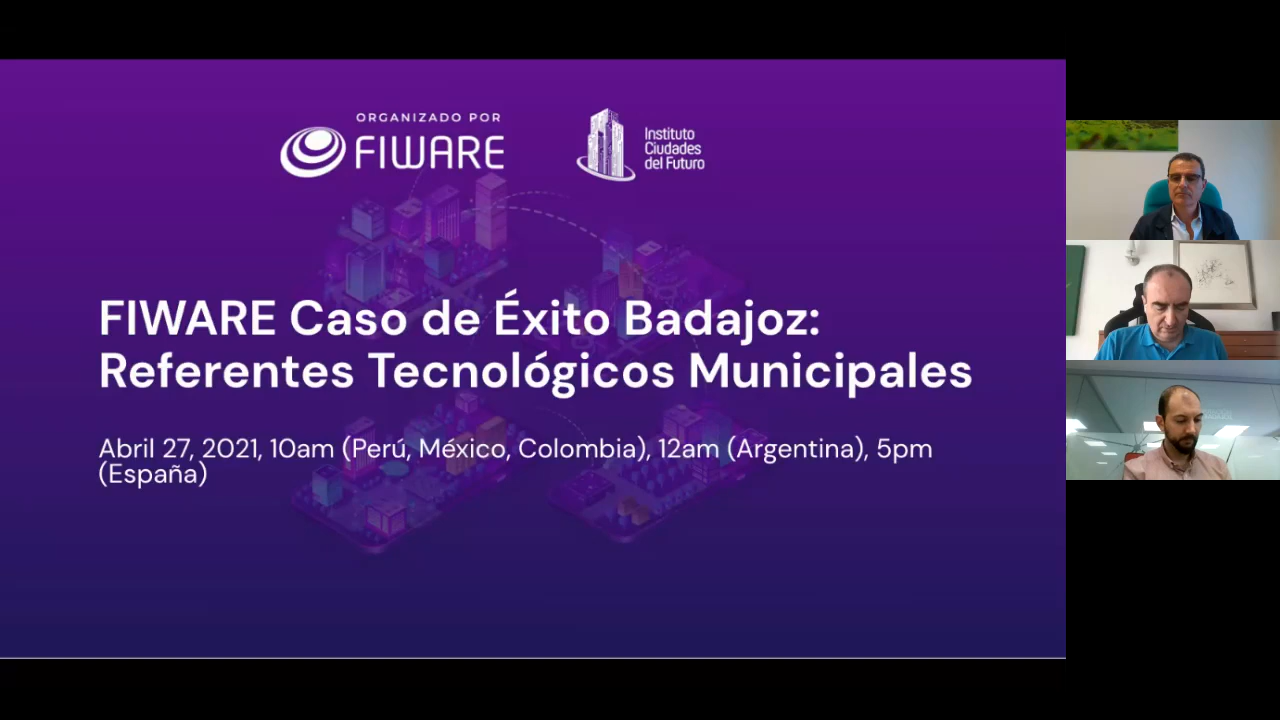 ORGANIZADO POR
FIWARE
Instituto
Ciudades
del Futuro
FIWARE Caso de Éxito Badajoz:
Referentes Tecnológicos Municipales
Abril 27, 2021, 10am (Perú, México, Colombia), 12am (Argentina), 5pm
(España)